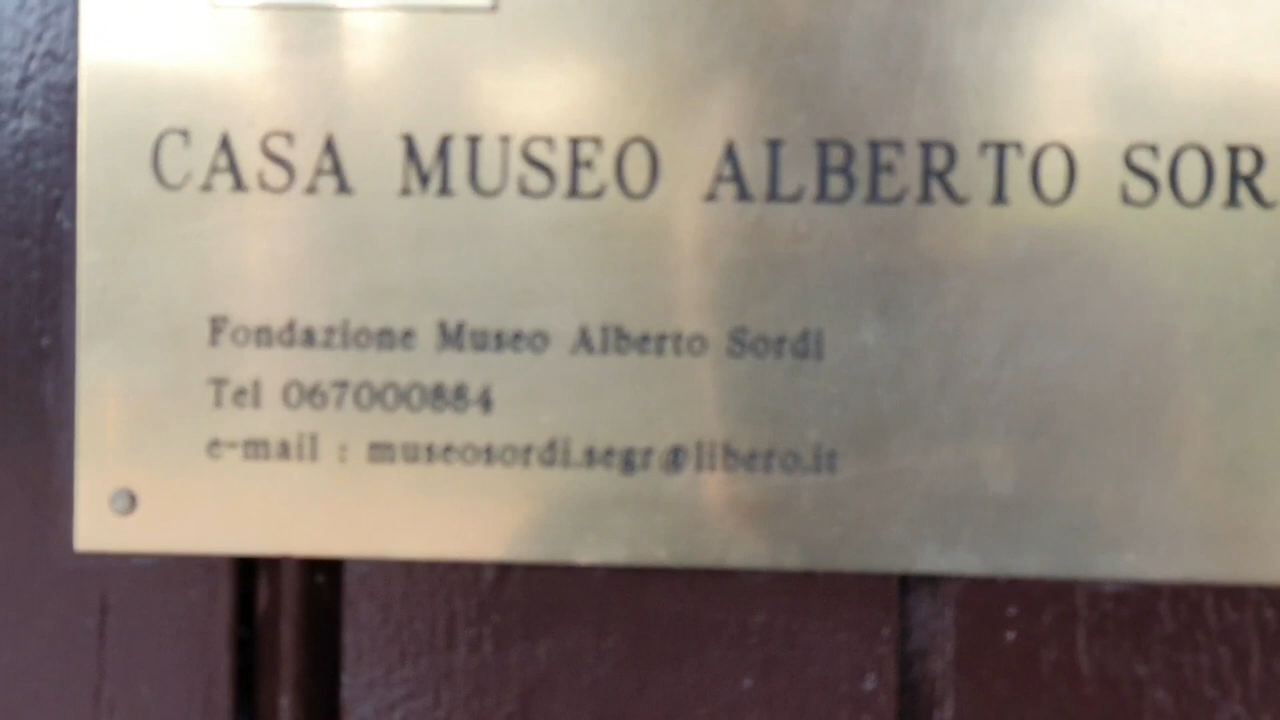 CASA MUSEO ALBERTO SOR
Fondazione Museo Alberto Sordi
Tel 067000884
e-mail : museosordi.segr@libero.it